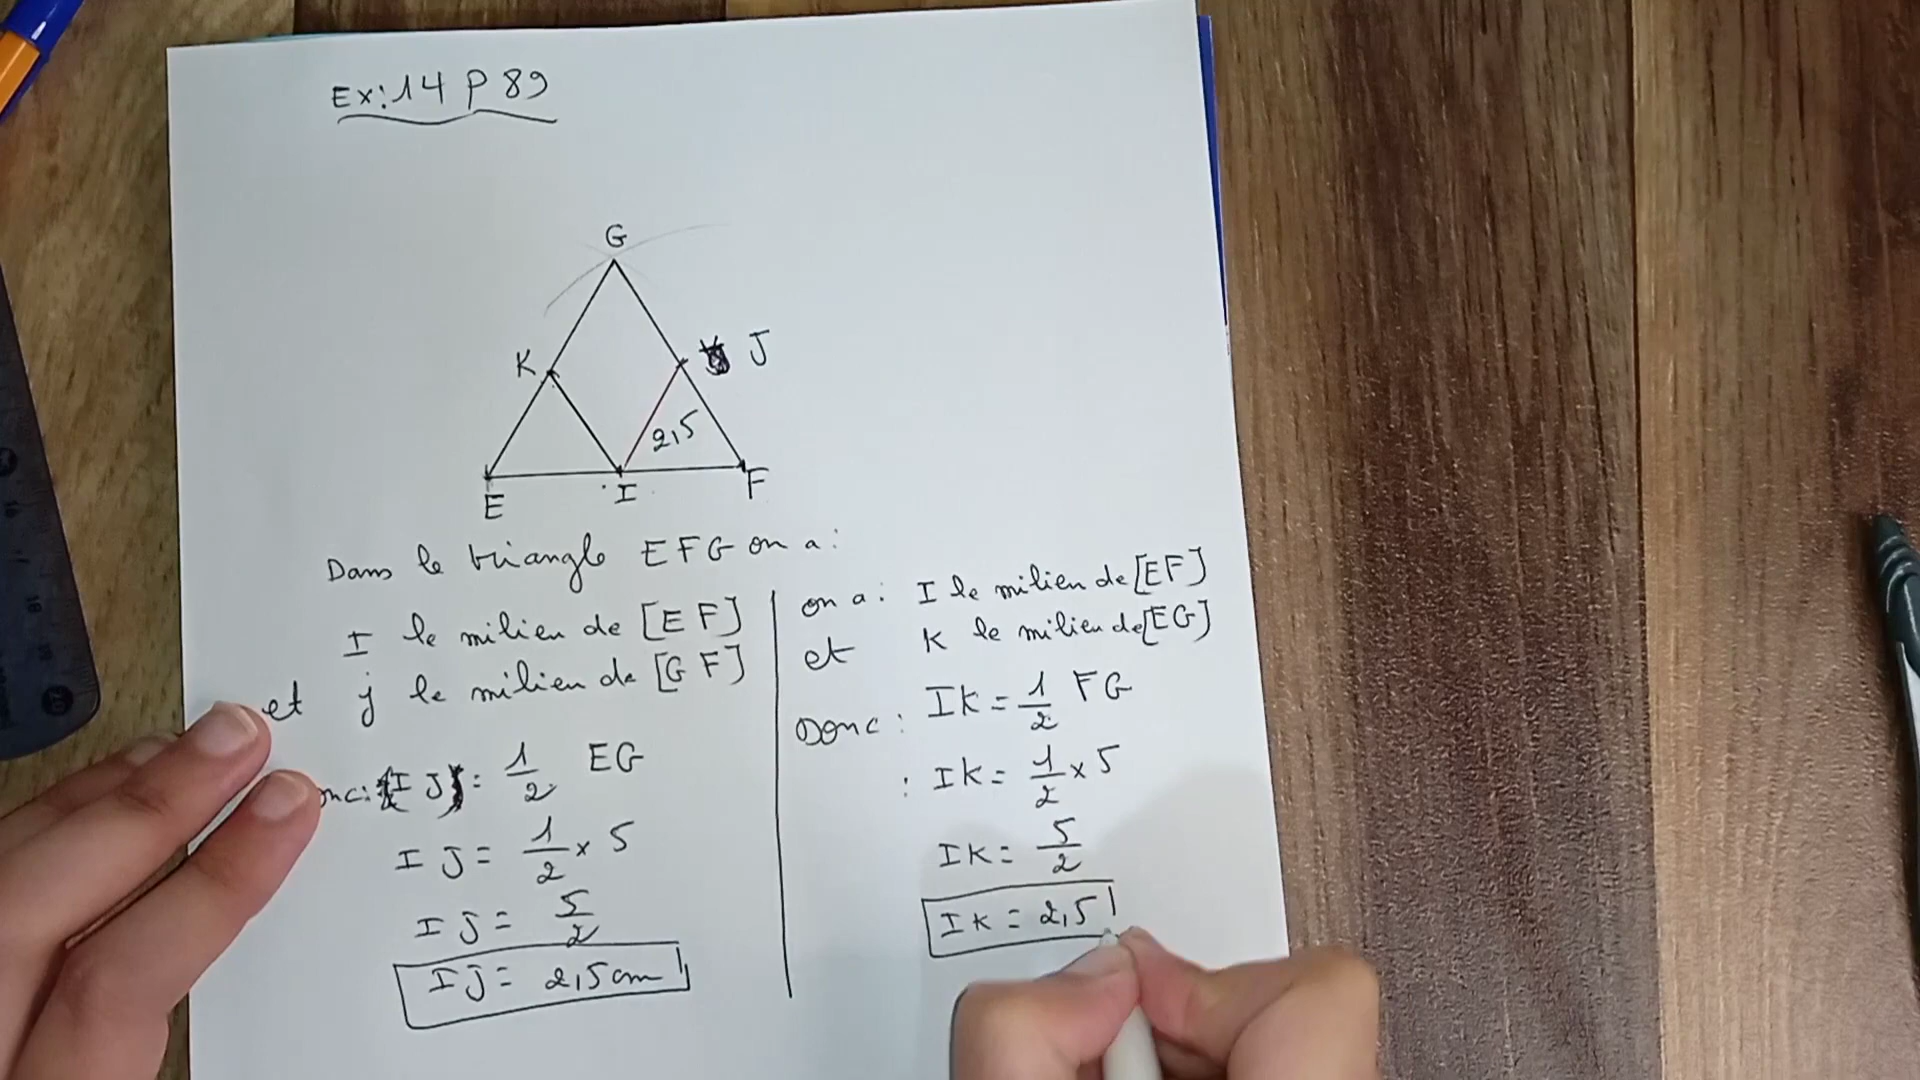 Ex: 14 P 89
G
K
J
2,5
E
I
F
Dans le triangle EFG on a:
I le milieu de [EF]
et j le milieu de [GF]
onc: [IJ] = 1/2 EG
IJ = 1/2 x 5
IJ = 5/2
IJ = 2,5 cm
on a: I le milieu de [EF]
et K le milieu de [EG]
Donc: IK = 1/2 FG
: IK = 1/2 x 5
IK = 5/2
IK = 2,5